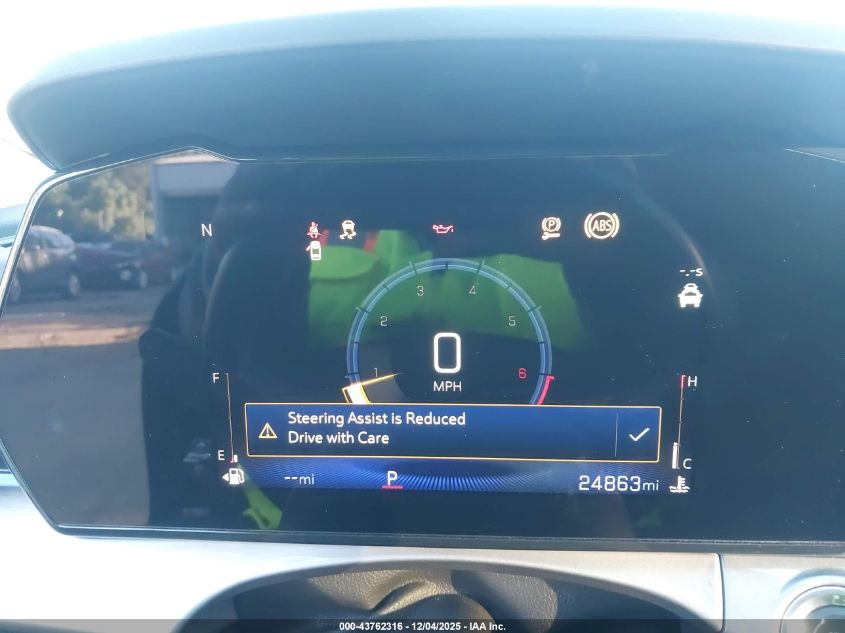 N
ABS
P
-.-s
3 4
2 5
1 6
0
MPH
F
H
Steering Assist is Reduced
Drive with Care
E
C
--mi
P
24863mi
000-43762316 - 12/04/2025 - IAA Inc.